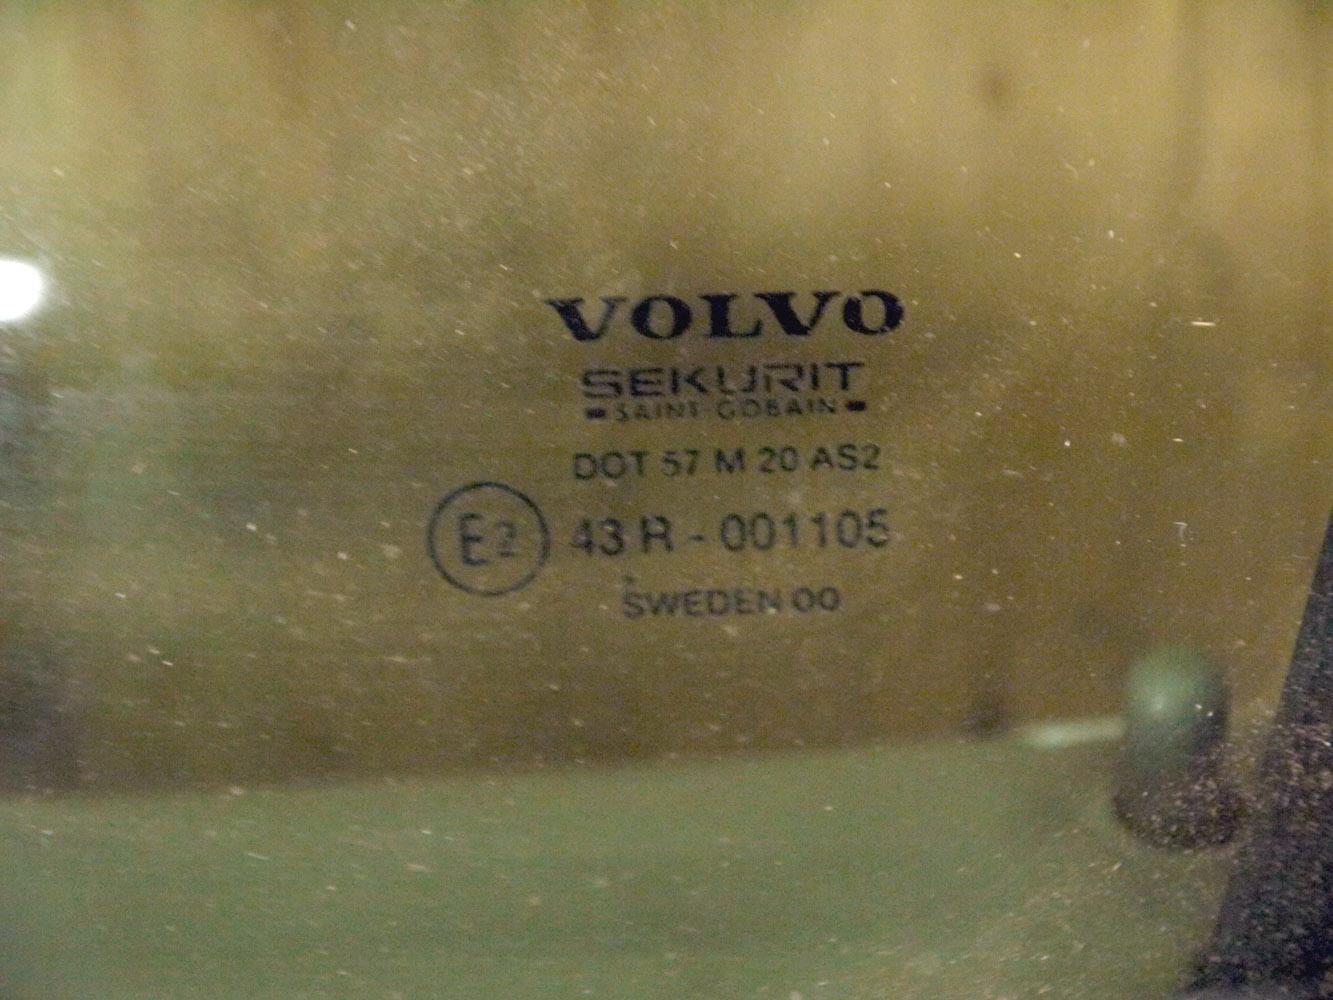 VOLVO
SEKURIT
SAINT-GOBAIN
DOT 57 M 20 AS2
E2 43 R - 001105
SWEDEN 00